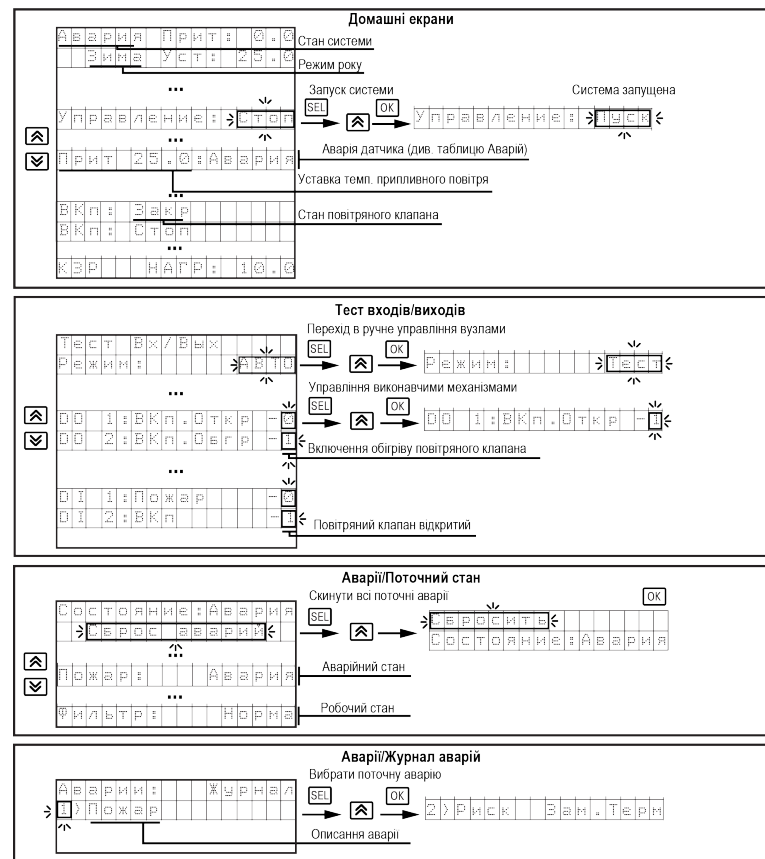 Домашні екрани
Авария Прит: 0.0
Зима Уст: 25.0
Стан системи
Режим року
...
Запуск системи
Система запущена
Управление: Стоп
SEL
OK
Управление: Пуск
...
Прит 25.0:Авария
Аварія датчика (див. таблицю Аварій)
Уставка темп. припливного повітря
...
ВКп: Закр
Стан повітряного клапана
ВКп: Стоп
...
КЗР НАГР: 10.0
Тест входів/виходів
Перехід в ручне управління вузлами
Тест Вх/Вых
Режим: АВТО
SEL
OK
Режим: Тест
...
Управління виконавчими механізмами
DO 1:ВКп.Откр -0
SEL
OK
DO 1:ВКп.Откр -1
DO 2:ВКп.Обгр -1
Включення обігріву повітряного клапана
...
DI 1:Пожар -0
DI 2:ВКп -1
Повітряний клапан відкритий
Аварії/Поточний стан
Скинути всі поточні аварії
OK
Состояние:Авария
Сброс аварий
SEL
Сбросить
Состояние:Авария
...
Пожар: Авария
Аварійний стан
...
Фильтр: Норма
Робочий стан
Аварії/Журнал аварій
Вибрати поточну аварію
Аварии: Журнал
1)Пожар
SEL
OK
2)Риск Зам.Терм
Описання аварії